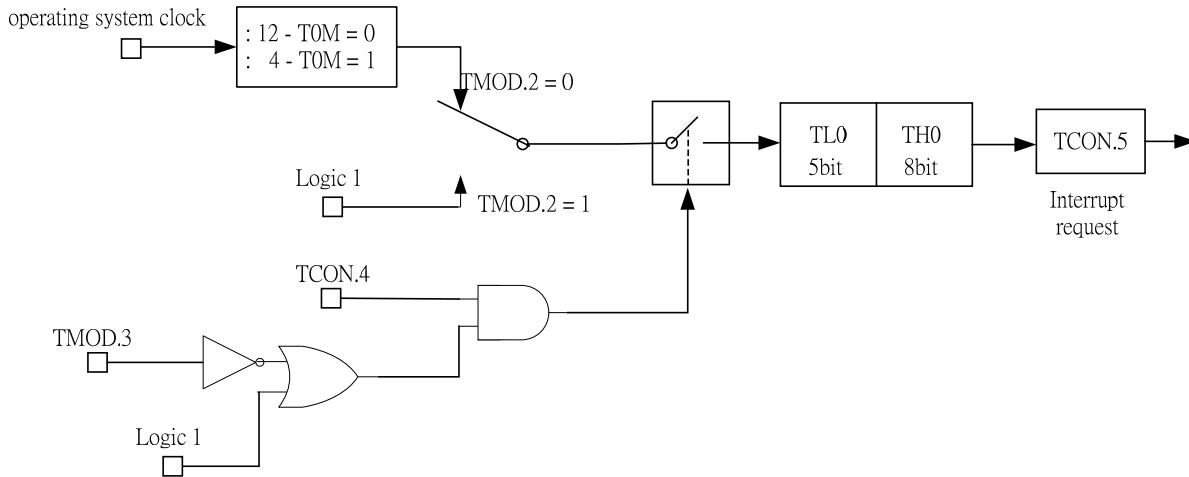 operating system clock
: 12 - T0M = 0
: 4 - T0M = 1
TMOD.2 = 0
Logic 1
TMOD.2 = 1
TL0
5bit
TH0
8bit
TCON.5
Interrupt
request
TCON.4
TMOD.3
Logic 1